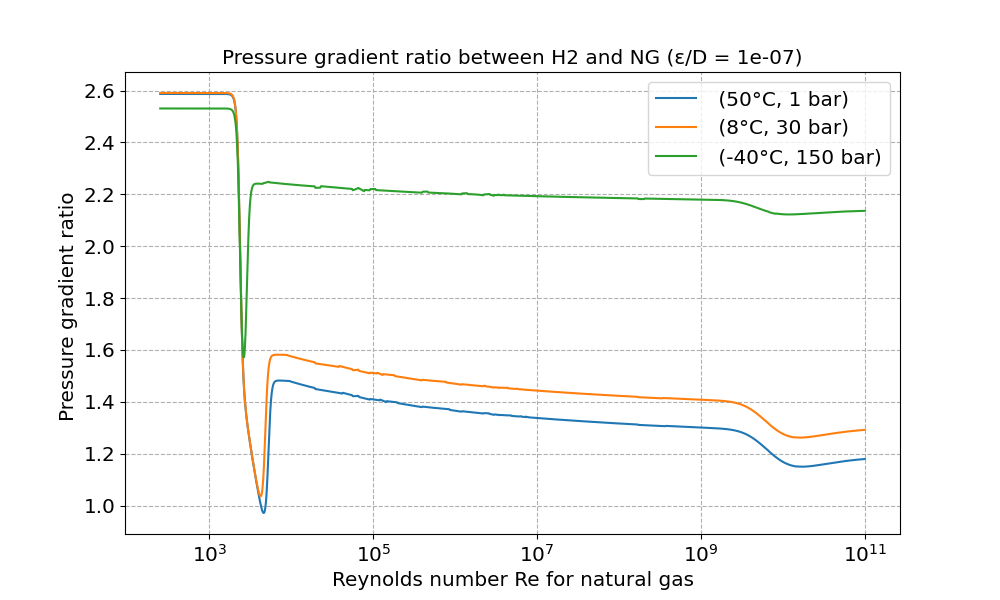 Pressure gradient ratio between H2 and NG (ε/D = 1e-07)
Pressure gradient ratio
2.6
2.4
2.2
2.0
1.8
1.6
1.4
1.2
1.0
(50°C, 1 bar)
(8°C, 30 bar)
(-40°C, 150 bar)
10³ 10⁵ 10⁷ 10⁹ 10¹¹
Reynolds number Re for natural gas